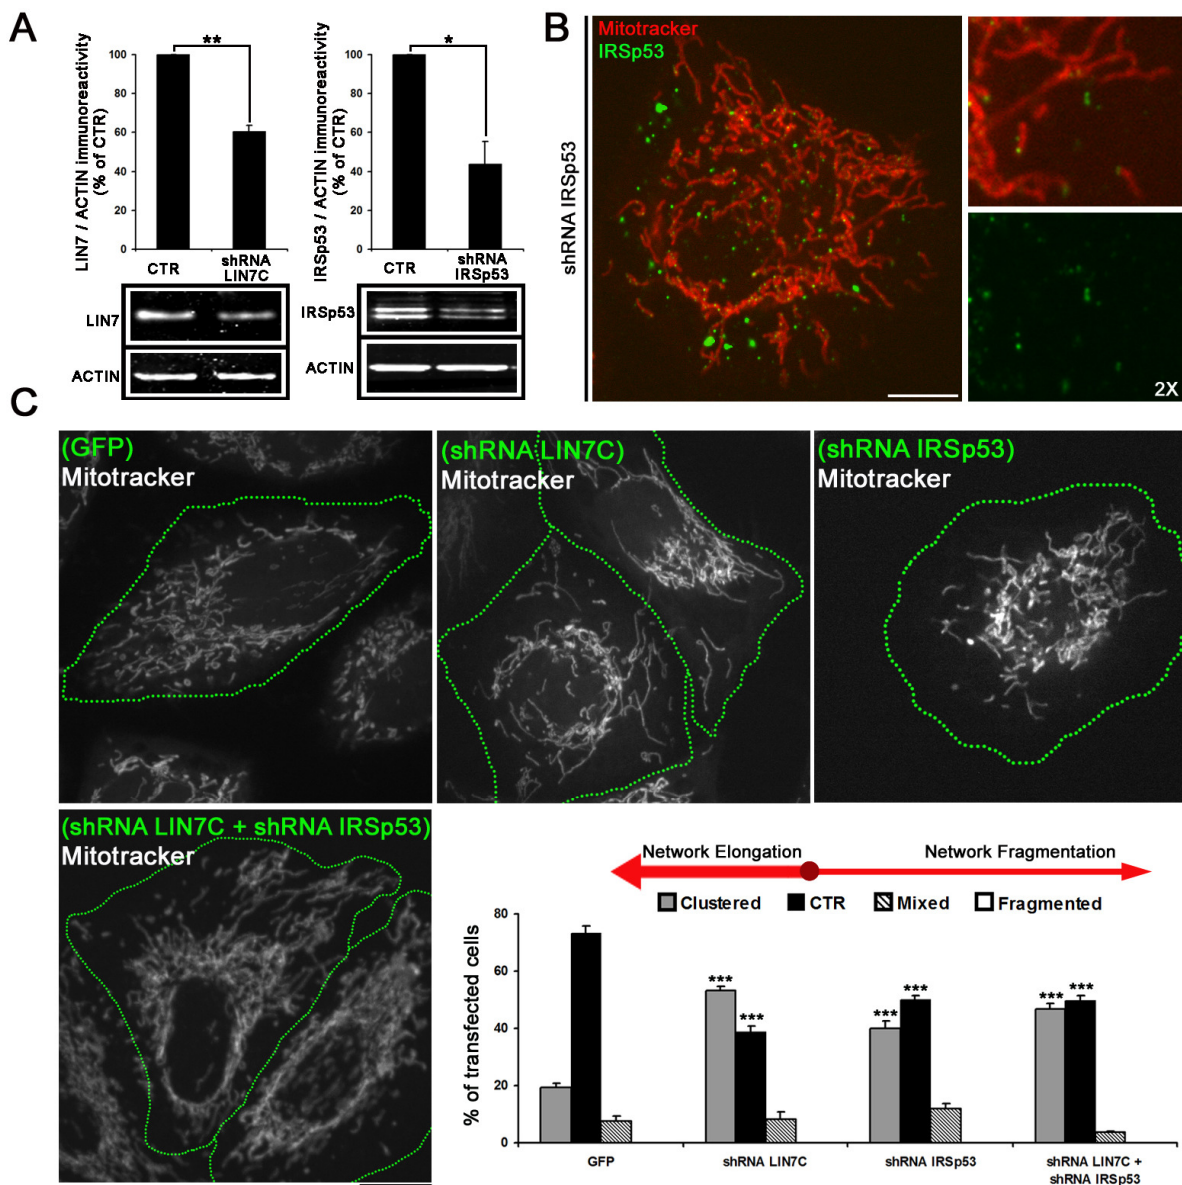 A
LIN7 / ACTIN immunoreactivity
(% of CTR)
100
80
60
40
20
0
**
CTR
shRNA
LIN7C
LIN7
ACTIN
IRSp53 / ACTIN immunoreactivity
(% of CTR)
100
80
60
40
20
0
*
CTR
shRNA
IRSp53
IRSp53
ACTIN
B
shRNA IRSp53
Mitotracker
IRSp53
2X
C
(GFP)
Mitotracker
(shRNA LIN7C)
Mitotracker
(shRNA IRSp53)
Mitotracker
(shRNA LIN7C + shRNA IRSp53)
Mitotracker
Network Elongation
Network Fragmentation
Clustered
CTR
Mixed
Fragmented
% of transfected cells
80
60
40
20
0
***
***
***
***
***
***
GFP
shRNA LIN7C
shRNA IRSp53
shRNA LIN7C +
shRNA IRSp53